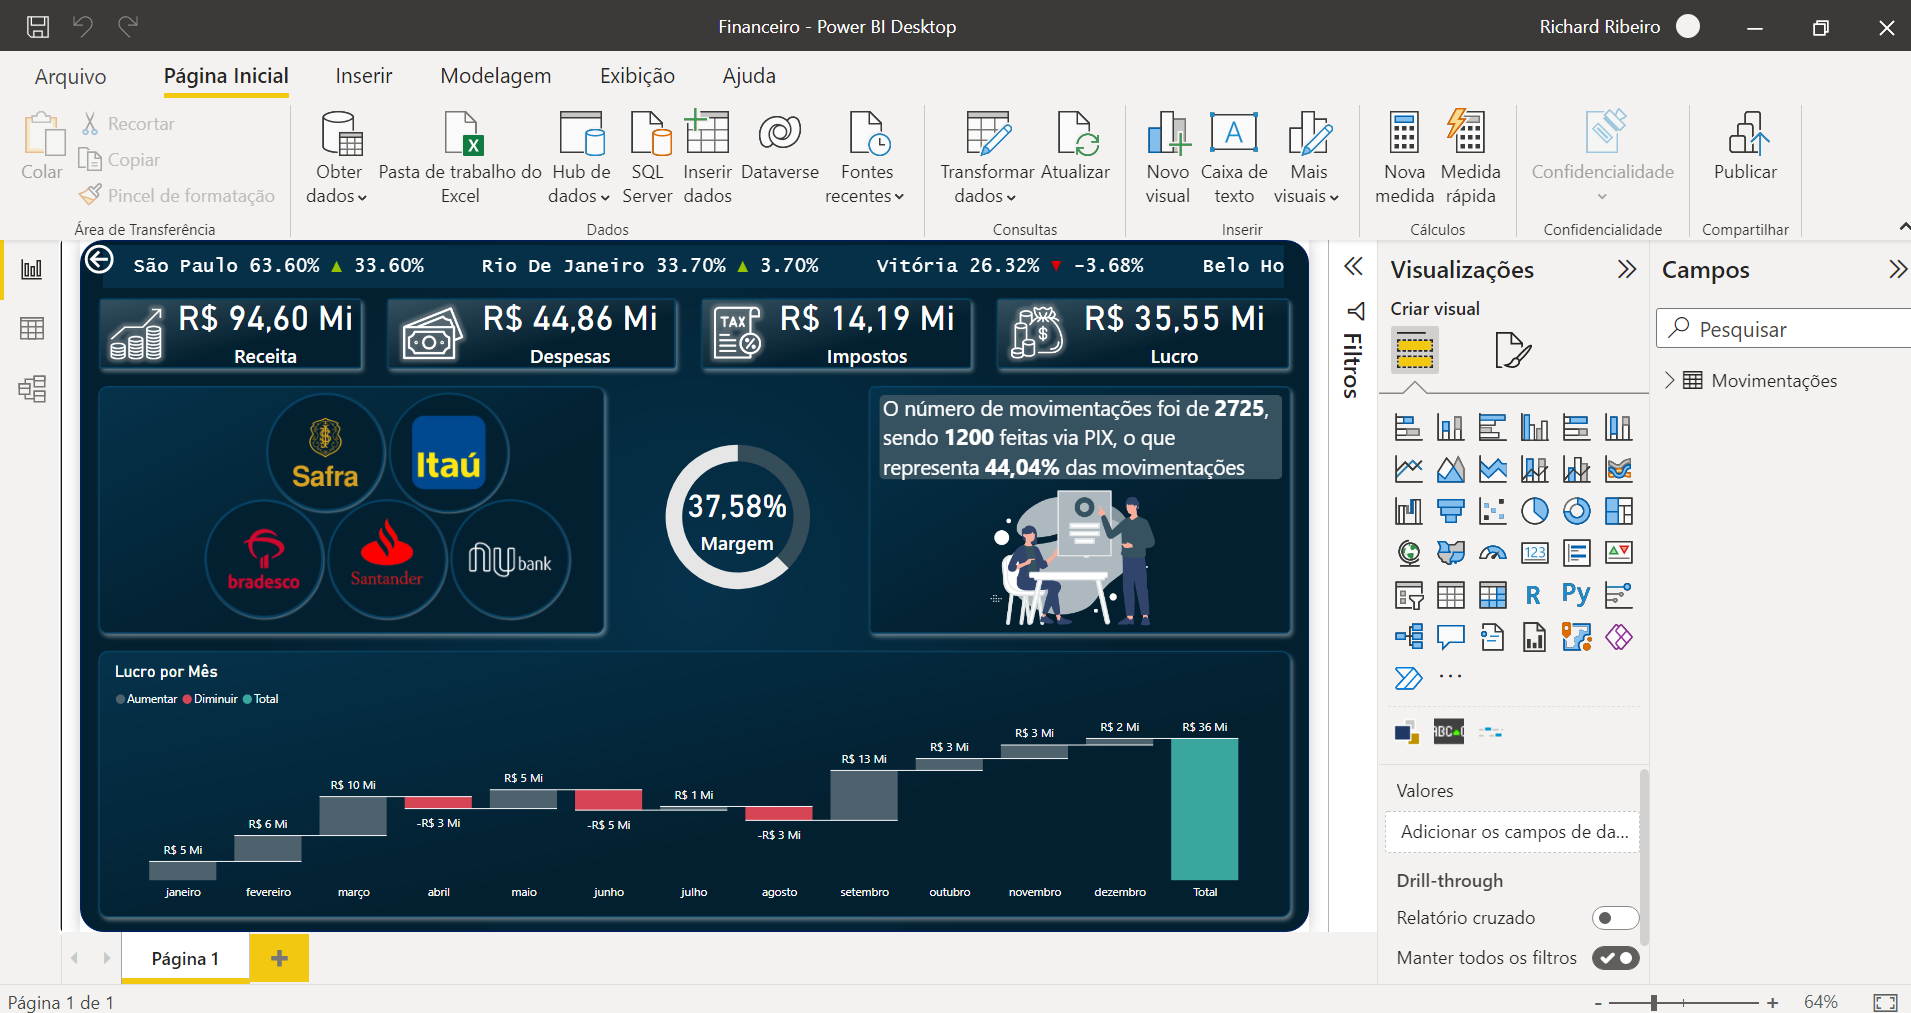 Financeiro - Power BI Desktop
Richard Ribeiro
Arquivo
Página Inicial
Inserir
Modelagem
Exibição
Ajuda
Colar
Recortar
Copiar
Pincel de formatação
Área de Transferência
Obter
dados
Pasta de trabalho do
Excel
Hub de
dados
SQL
Server
Inserir
dados
Dataverse
Fontes
recentes
Dados
Transformar
dados
Atualizar
Consultas
Novo
visual
Caixa de
texto
Mais
visuais
Inserir
Nova
medida
Medida
rápida
Cálculos
Confidencialidade
Confidencialidade
Publicar
Compartilhar
São Paulo 63.60% ▲ 33.60%
Rio De Janeiro 33.70% ▲ 3.70%
Vitória 26.32% ▼ -3.68%
Belo Ho
R$ 94,60 Mi
Receita
R$ 44,86 Mi
Despesas
TAX
R$ 14,19 Mi
Impostos
R$ 35,55 Mi
Lucro
Safra
Itaú
bradesco
Santander
nu bank
37,58%
Margem
O número de movimentações foi de 2725,
sendo 1200 feitas via PIX, o que
representa 44,04% das movimentações
Lucro por Mês
Aumentar Diminuir Total
R$ 5 Mi
R$ 6 Mi
R$ 10 Mi
-R$ 3 Mi
R$ 5 Mi
-R$ 5 Mi
R$ 1 Mi
-R$ 3 Mi
R$ 13 Mi
R$ 3 Mi
R$ 3 Mi
R$ 2 Mi
R$ 36 Mi
janeiro fevereiro março abril maio junho julho agosto setembro outubro novembro dezembro Total
Filtros
Visualizações
Criar visual
123
R
Py
ABC
Valores
Adicionar os campos de da...
Drill-through
Relatório cruzado
Manter todos os filtros
Campos
Pesquisar
Movimentações
Página 1
Página 1 de 1
64%